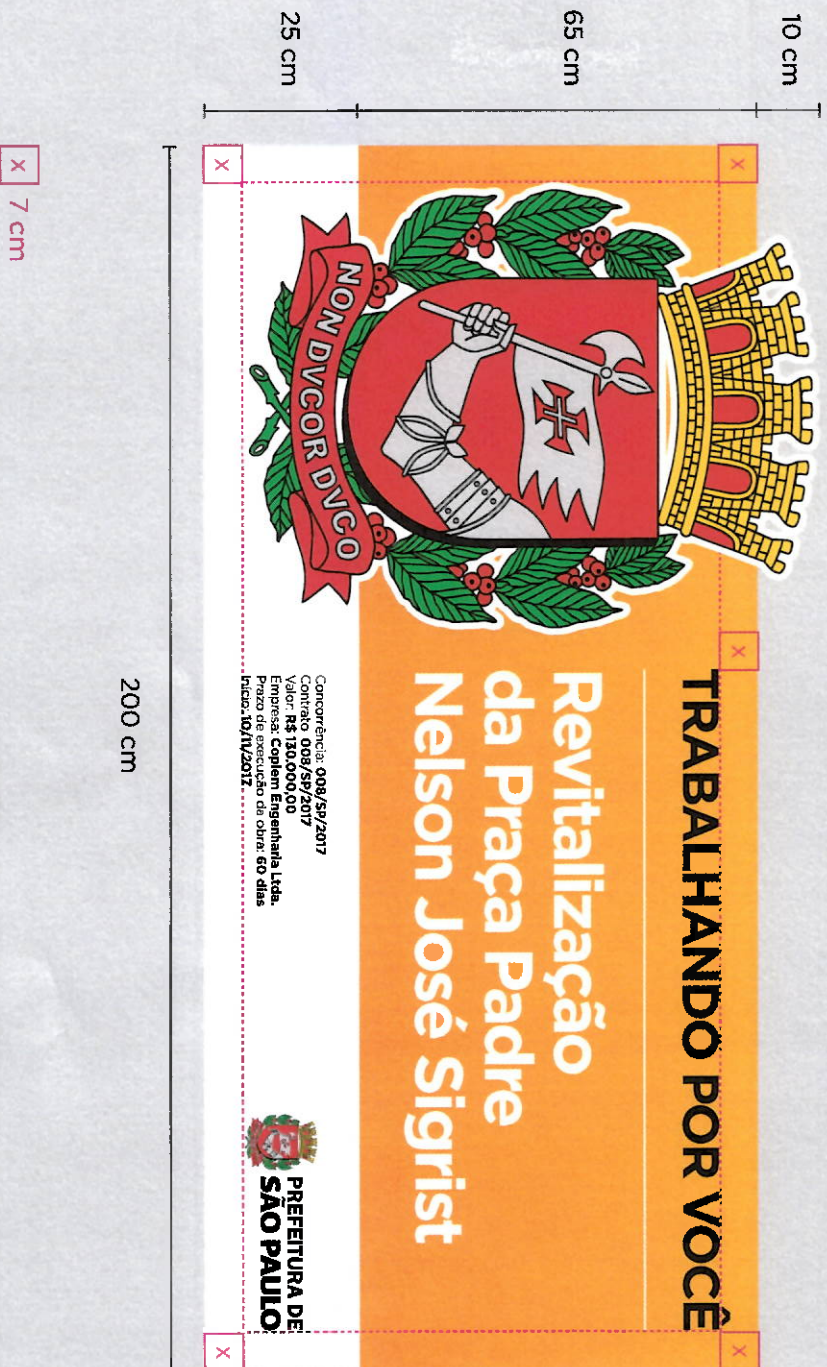 10 cm
65 cm
25 cm
X
X
X
TRABALHANDO POR VOCÊ
Revitalização
da Praça Padre
Nelson José Sigrist
NON DVCOR DVCO
Concorrência: 008/SP/2017
Contrato: 008/SP/2017
Valor: R$ 130.000,00
Empresa: Coplem Engenharia Ltda.
Prazo de execução da obra: 60 dias
Início: 10/11/2017
PREFEITURA DE
SÃO PAULO
X
X
200 cm
X 7 cm